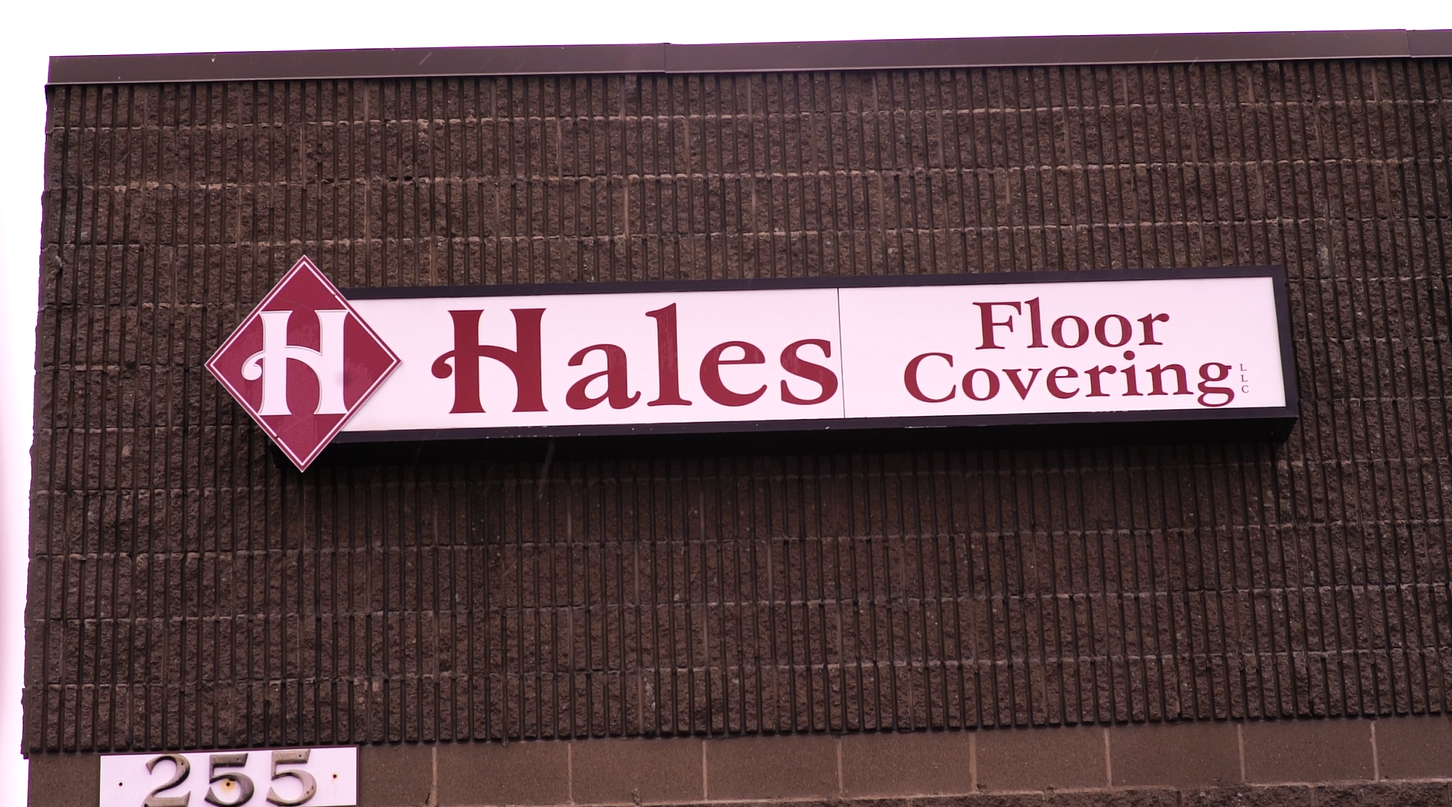 H
Hales
Floor
Covering LLC
255